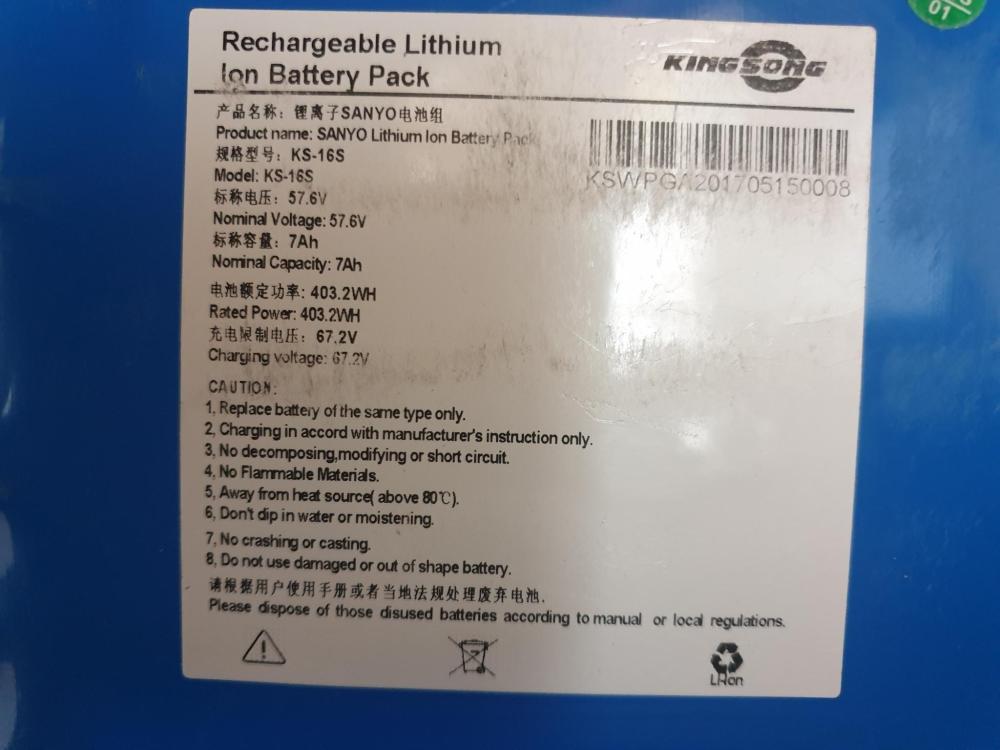 01
Rechargeable Lithium
Ion Battery Pack
KINGSONG
产品名称：锂离子SANYO电池组
Product name: SANYO Lithium Ion Battery Pack
规格型号：KS-16S
Model: KS-16S
标称电压：57.6V
Nominal Voltage: 57.6V
标称容量：7Ah
Nominal Capacity: 7Ah
电池额定功率: 403.2WH
Rated Power: 403.2WH
充电限制电压：67.2V
Charging voltage: 67.2V
KSWPGA201705150008
CAUTION:
1, Replace battery of the same type only.
2, Charging in accord with manufacturer's instruction only.
3, No decomposing,modifying or short circuit.
4, No Flammable Materials.
5, Away from heat source( above 80℃).
6, Don't dip in water or moistening.
7, No crashing or casting.
8, Do not use damaged or out of shape battery.
请根据用户使用手册或者当地法规处理废弃电池.
Please dispose of those disused batteries according to manual or local regulations.
Li-ion